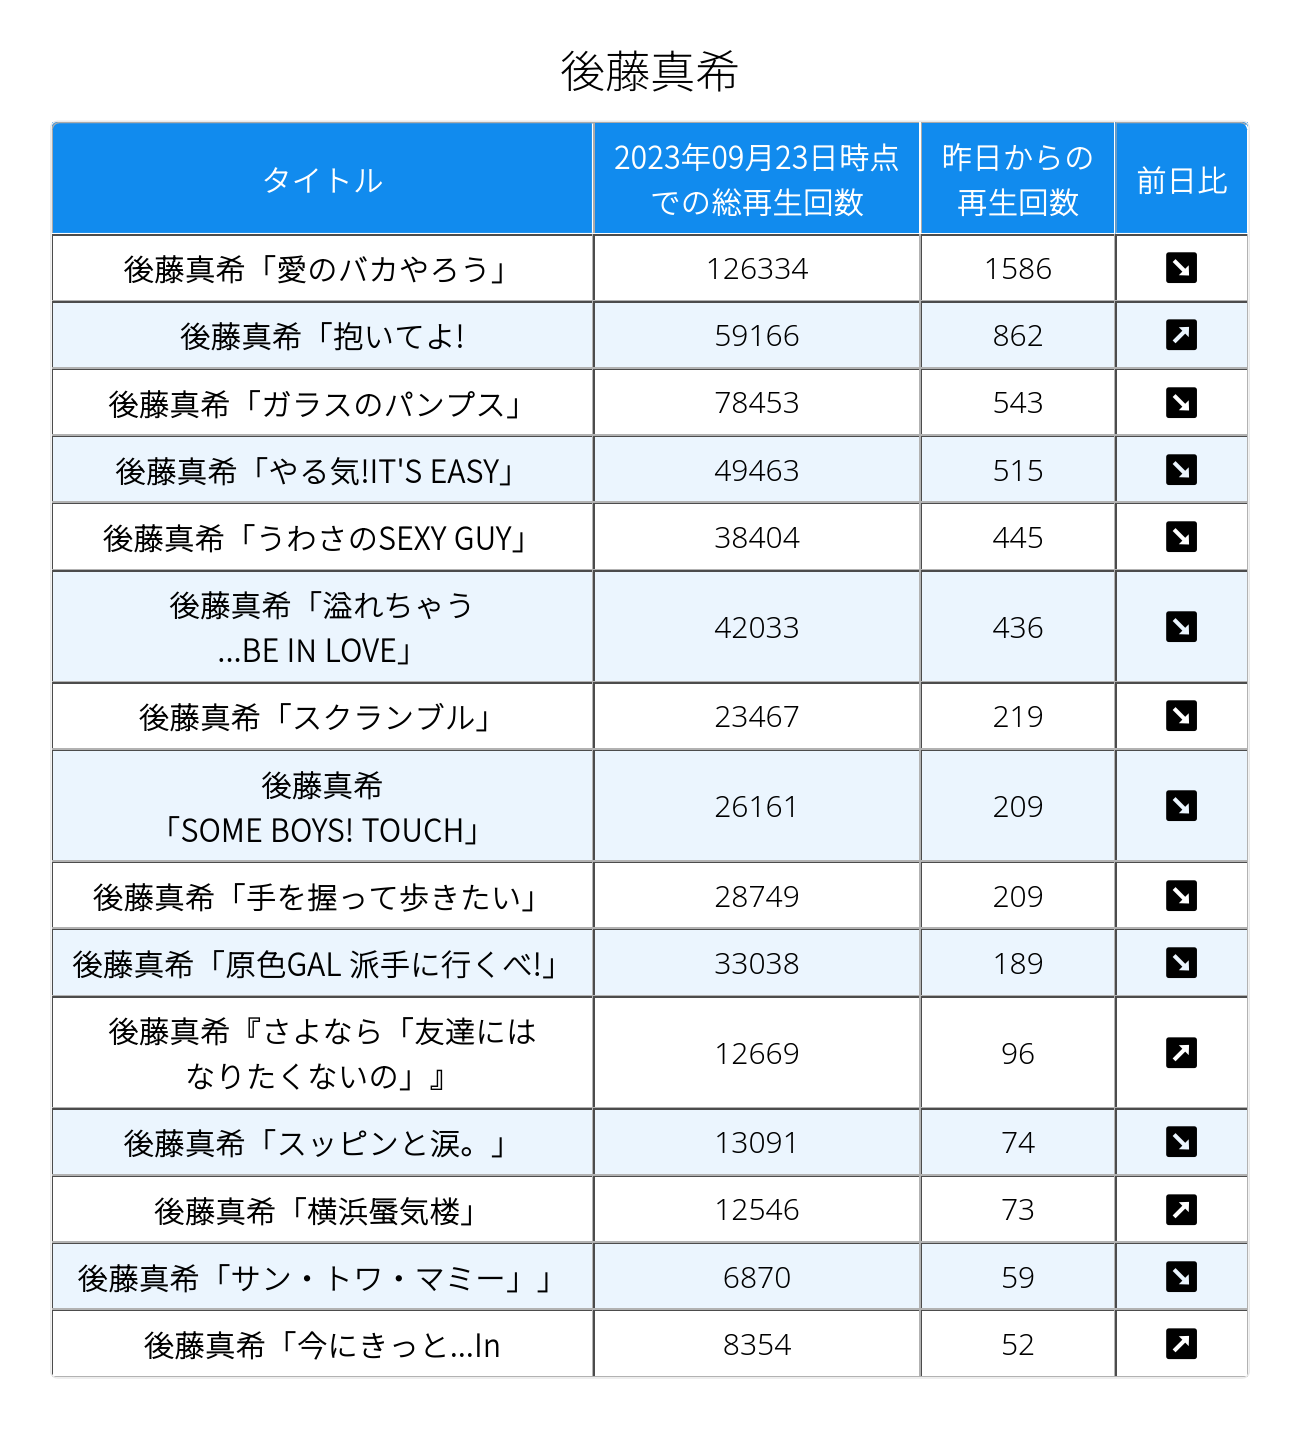 後藤真希
タイトル
2023年09月23日時点
での総再生回数
昨日からの
再生回数
前日比
後藤真希「愛のバカやろう」 126334 1586
後藤真希「抱いてよ! 59166 862
後藤真希「ガラスのパンプス」 78453 543
後藤真希「やる気!IT'S EASY」 49463 515
後藤真希「うわさのSEXY GUY」 38404 445
後藤真希「溢れちゃう
...BE IN LOVE」 42033 436
後藤真希「スクランブル」 23467 219
後藤真希
「SOME BOYS! TOUCH」 26161 209
後藤真希「手を握って歩きたい」 28749 209
後藤真希「原色GAL 派手に行くべ!」 33038 189
後藤真希『さよなら「友達には
なりたくないの」』 12669 96
後藤真希「スッピンと涙。」 13091 74
後藤真希「横浜蜃気楼」 12546 73
後藤真希「サン・トワ・マミー」」 6870 59
後藤真希「今にきっと...In 8354 52